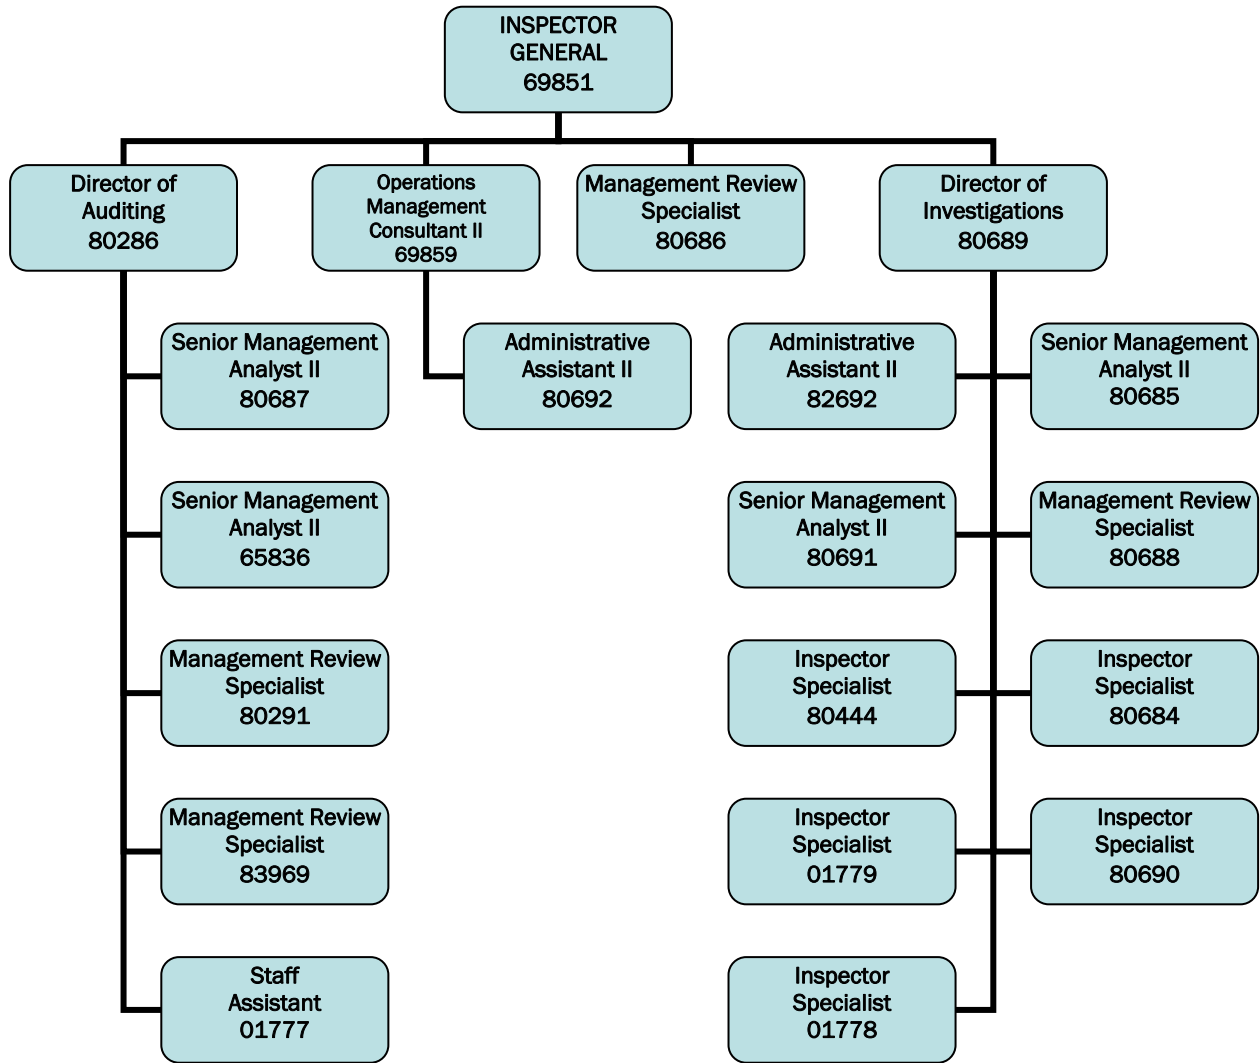 INSPECTOR
GENERAL
69851
Director of
Auditing
80286
Operations
Management
Consultant II
69859
Management Review
Specialist
80686
Director of
Investigations
80689
Senior Management
Analyst II
80687
Administrative
Assistant II
80692
Administrative
Assistant II
82692
Senior Management
Analyst II
80685
Senior Management
Analyst II
65836
Senior Management
Analyst II
80691
Management Review
Specialist
80688
Management Review
Specialist
80291
Inspector
Specialist
80444
Inspector
Specialist
80684
Management Review
Specialist
83969
Inspector
Specialist
01779
Inspector
Specialist
80690
Staff
Assistant
01777
Inspector
Specialist
01778